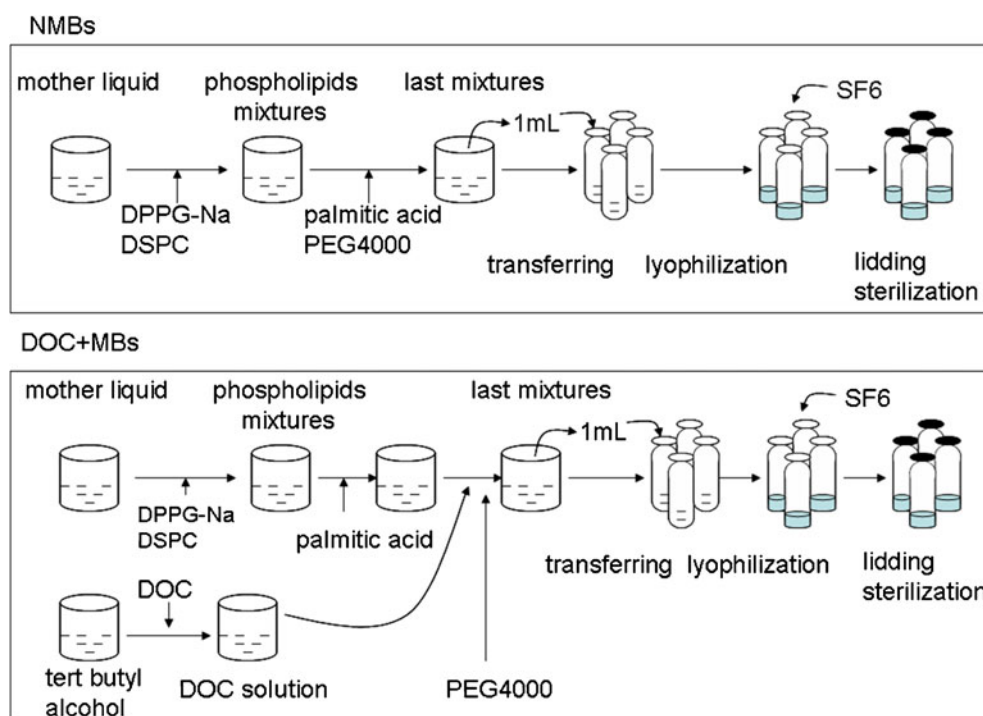 NMBs
mother liquid
phospholipids
mixtures
last mixtures
1mL
SF6
DPPG-Na
DSPC
palmitic acid
PEG4000
transferring
lyophilization
lidding
sterilization
DOC+MBs
mother liquid
phospholipids
mixtures
last mixtures
1mL
SF6
DPPG-Na
DSPC
palmitic acid
transferring
lyophilization
lidding
sterilization
DOC
tert butyl
alcohol
DOC solution
PEG4000